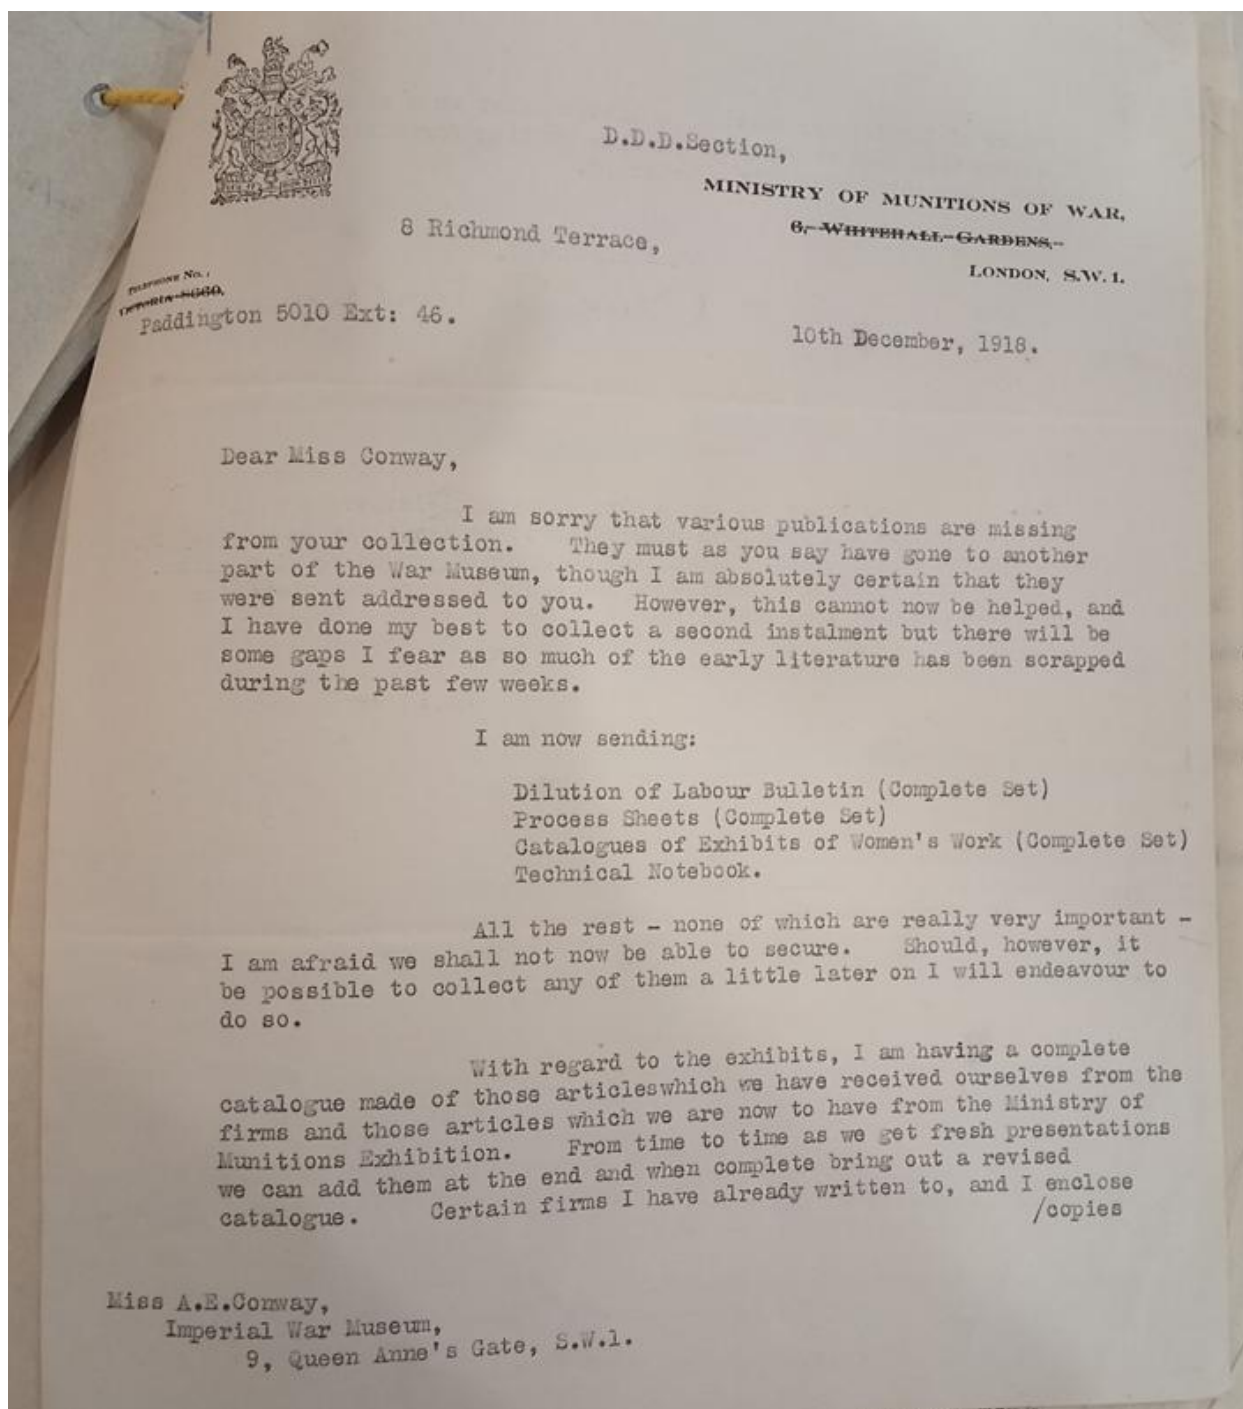 D.D.D.Section,
MINISTRY OF MUNITIONS OF WAR,
6, WHITEHALL GARDENS,
8 Richmond Terrace,
LONDON, S.W. 1.
TELEPHONE No.:
VICTORIA 8660.
Paddington 5010 Ext: 46.
10th December, 1918.
Dear Miss Conway,
I am sorry that various publications are missing
from your collection. They must as you say have gone to another
part of the War Museum, though I am absolutely certain that they
were sent addressed to you. However, this cannot now be helped, and
I have done my best to collect a second instalment but there will be
some gaps I fear as so much of the early literature has been scrapped
during the past few weeks.
I am now sending:
Dilution of Labour Bulletin (Complete Set)
Process Sheets (Complete Set)
Catalogues of Exhibits of Women's Work (Complete Set)
Technical Notebook.
All the rest - none of which are really very important -
I am afraid we shall not now be able to secure. Should, however, it
be possible to collect any of them a little later on I will endeavour to
do so.
With regard to the exhibits, I am having a complete
catalogue made of those articleswhich we have received ourselves from the
firms and those articles which we are now to have from the Ministry of
Munitions Exhibition. From time to time as we get fresh presentations
we can add them at the end and when complete bring out a revised
catalogue. Certain firms I have already written to, and I enclose
/copies
Miss A.E.Conway,
Imperial War Museum,
9, Queen Anne's Gate, S.W.1.